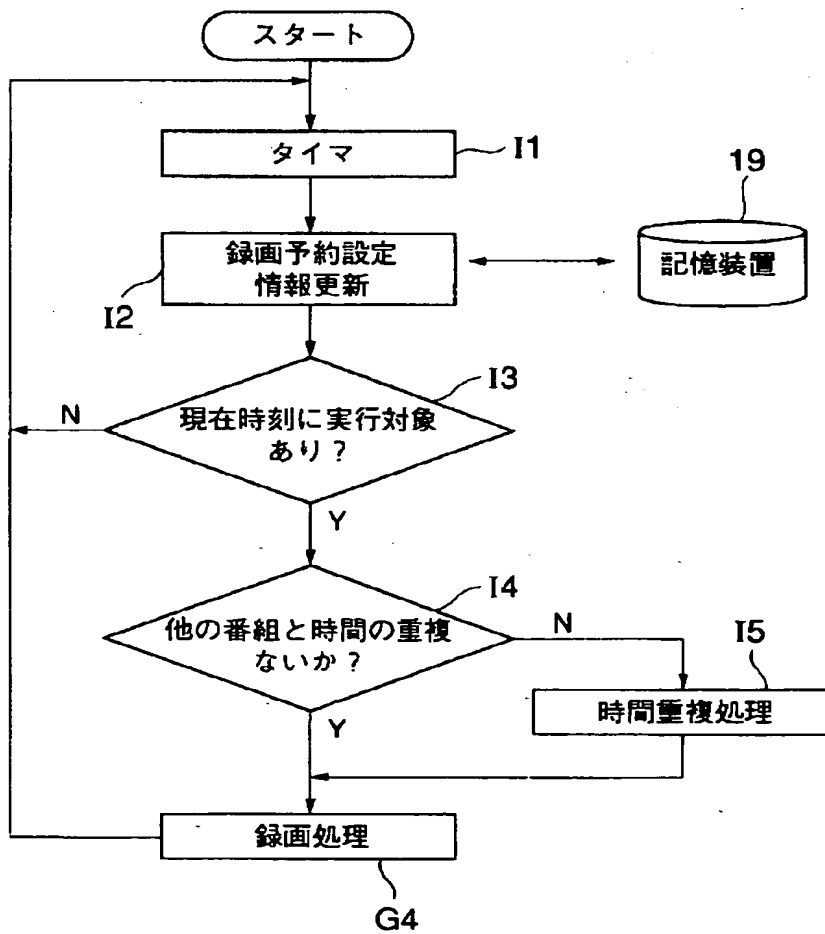 スタート
タイマ
I1
19
録画予約設定
情報更新
記憶装置
I2
I3
N
現在時刻に実行対象
あり？
Y
I4
他の番組と時間の重複
ないか？
N
I5
時間重複処理
Y
録画処理
G4